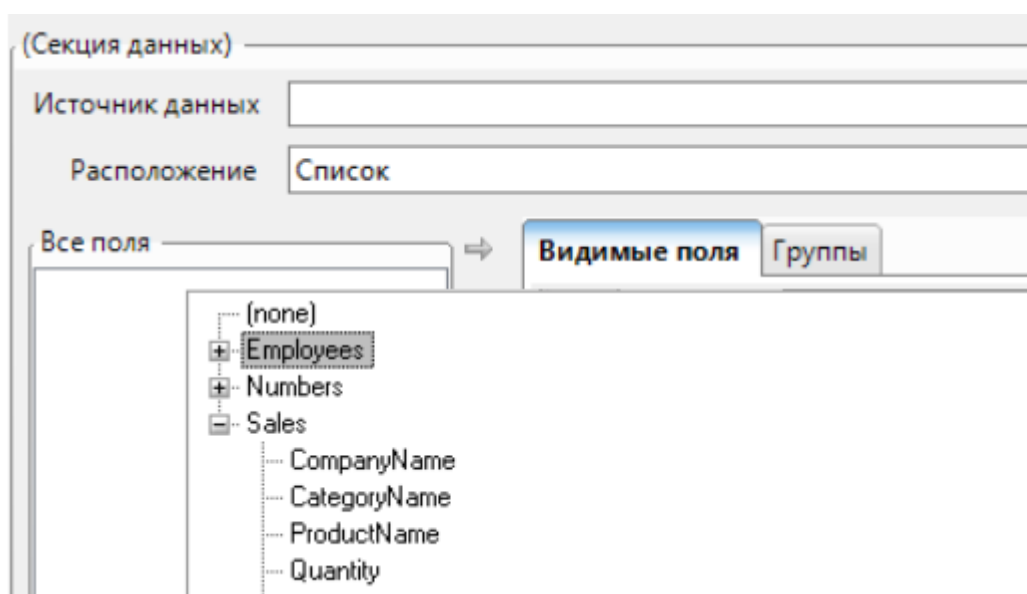 (Секция данных)
Источник данных
Расположение Список
Все поля Видимые поля Группы
(none)
Employees
Numbers
Sales
CompanyName
CategoryName
ProductName
Quantity